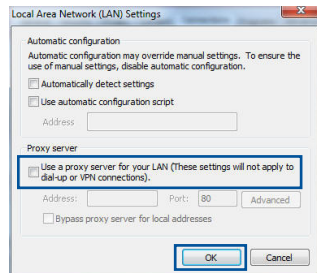 Local Area Network (LAN) Settings
Automatic configuration
Automatic configuration may override manual settings. To ensure the
use of manual settings, disable automatic configuration.
Automatically detect settings
Use automatic configuration script
Address
Proxy server
Use a proxy server for your LAN (These settings will not apply to
dial-up or VPN connections).
Address: Port: 80 Advanced
Bypass proxy server for local addresses
OK Cancel